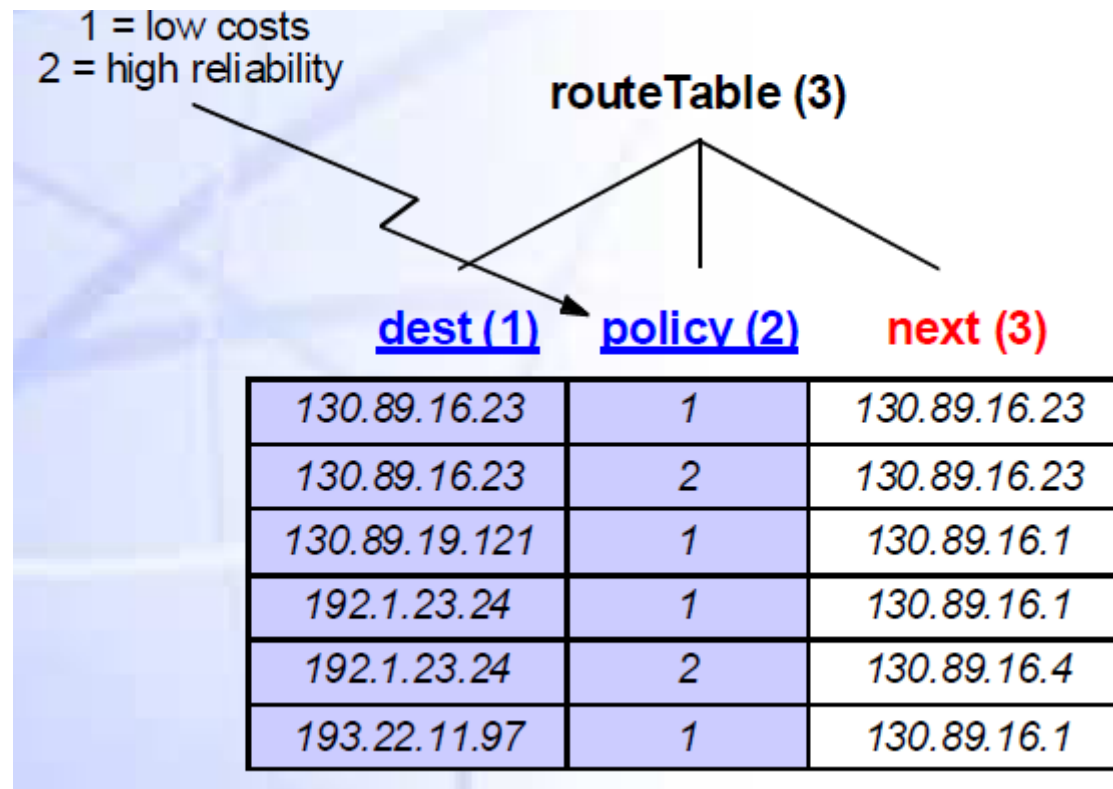 1 = low costs
2 = high reliability
routeTable (3)
dest (1) policy (2) next (3)
130.89.16.23 1 130.89.16.23
130.89.16.23 2 130.89.16.23
130.89.19.121 1 130.89.16.1
192.1.23.24 1 130.89.16.1
192.1.23.24 2 130.89.16.4
193.22.11.97 1 130.89.16.1